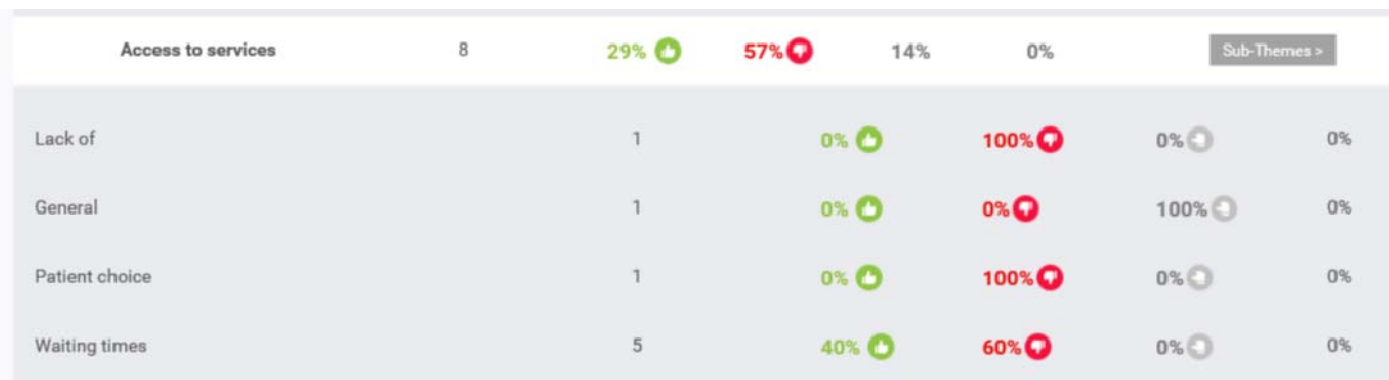 Access to services 8 29% 57% 14% 0% Sub-Themes >
Lack of 1 0% 100% 0% 0%
General 1 0% 0% 100% 0%
Patient choice 1 0% 100% 0% 0%
Waiting times 5 40% 60% 0% 0%